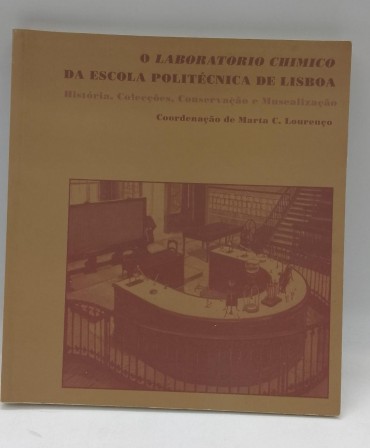 O LABORATORIO CHIMICO
DA ESCOLA POLITÉCNICA DE LISBOA
História, Colecções, Conservação e Musealização
Coordenação de Marta C. Lourenço